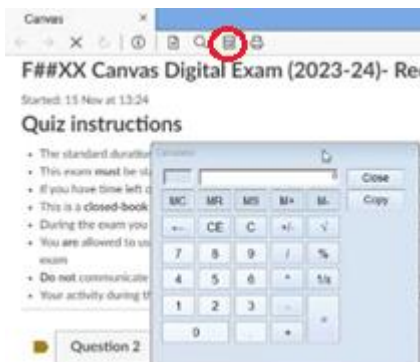 Canvas
F##XX Canvas Digital Exam (2023-24)- Re
Started: 15 Nov at 13:24
Quiz instructions
The standard duration
This exam must be sta
If you have time left
This is a closed-book
During the exam you
You are allowed to us
exam
Do not communicate
Your activity during th
Calculator
0
Close
Copy
MC MR MS M+ M-
CE C +/- √
7 8 9 / %
4 5 6 * 1/x
1 2 3 - =
0 . +
Question 2